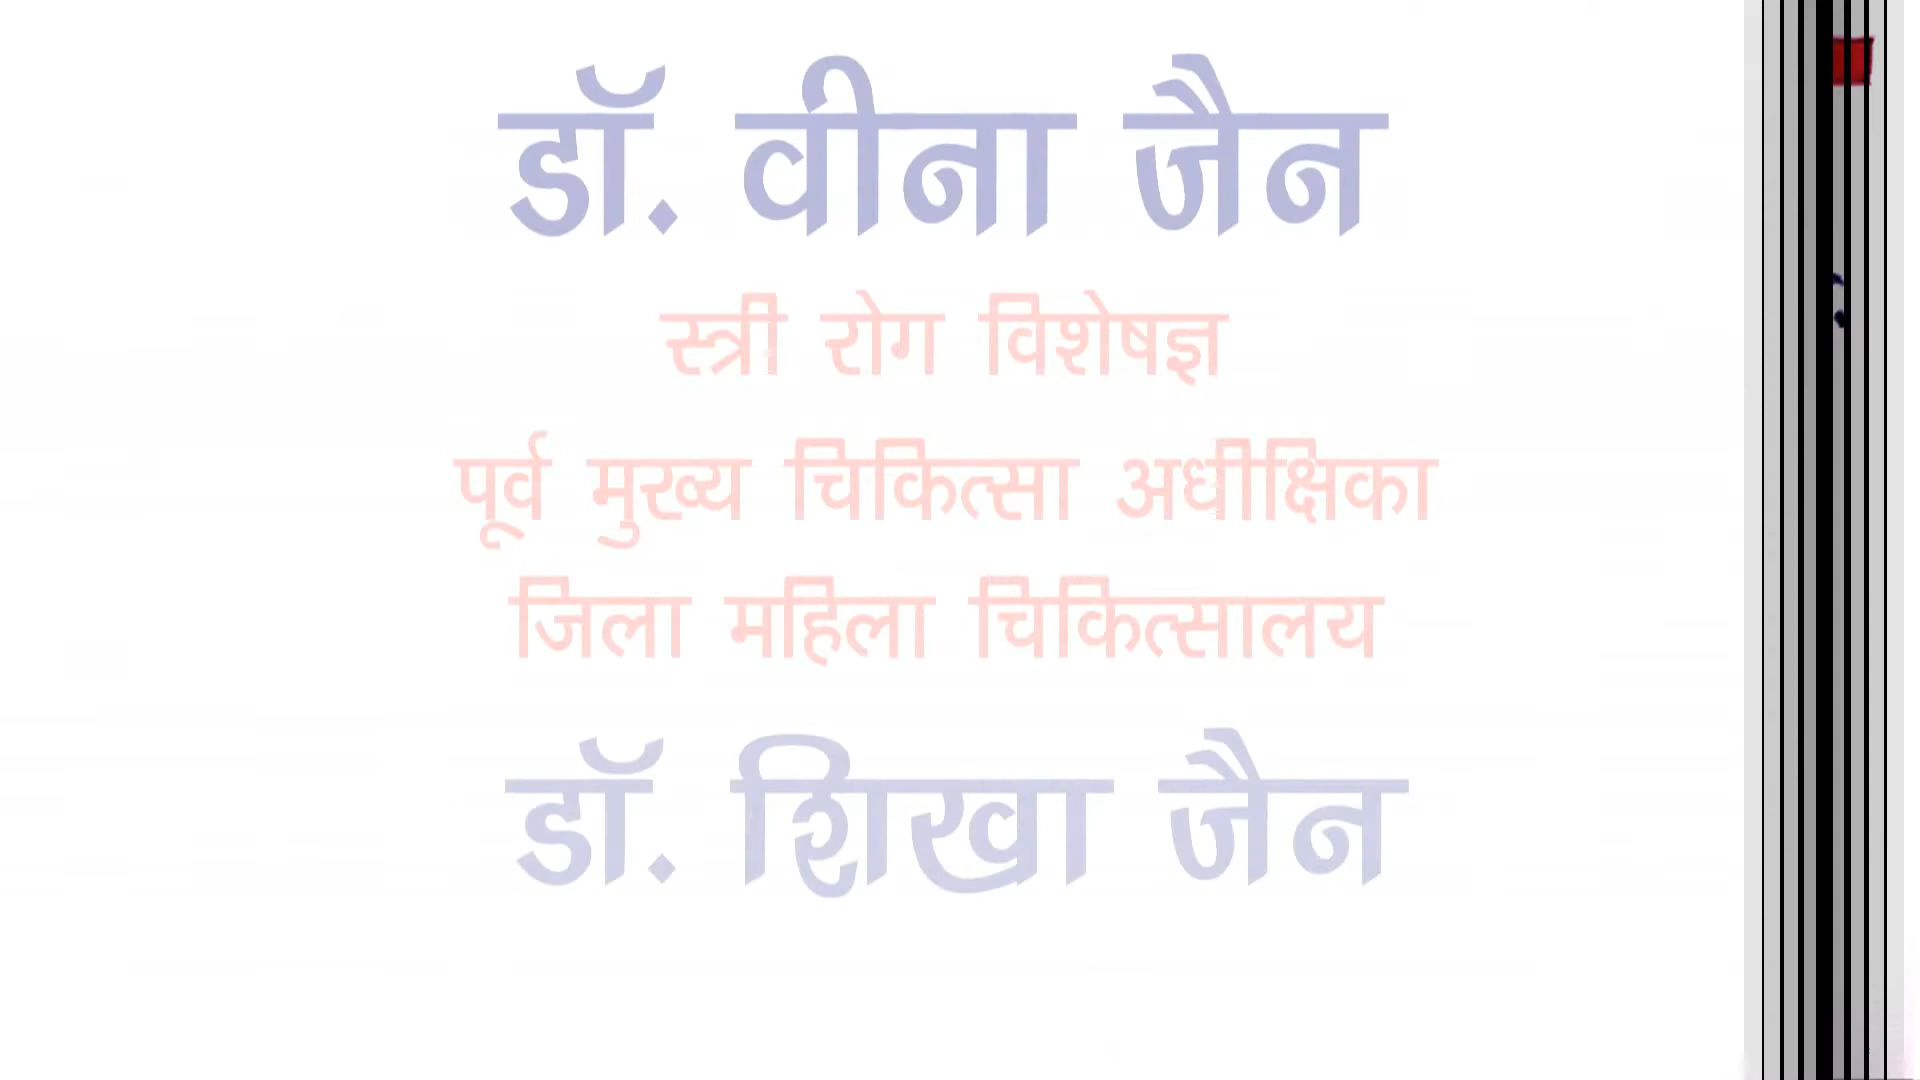 डॉ. वीना जैन
स्त्री रोग विशेषज्ञ
पूर्व मुख्य चिकित्सा अधीक्षिका
जिला महिला चिकित्सालय
डॉ. शिखा जैन